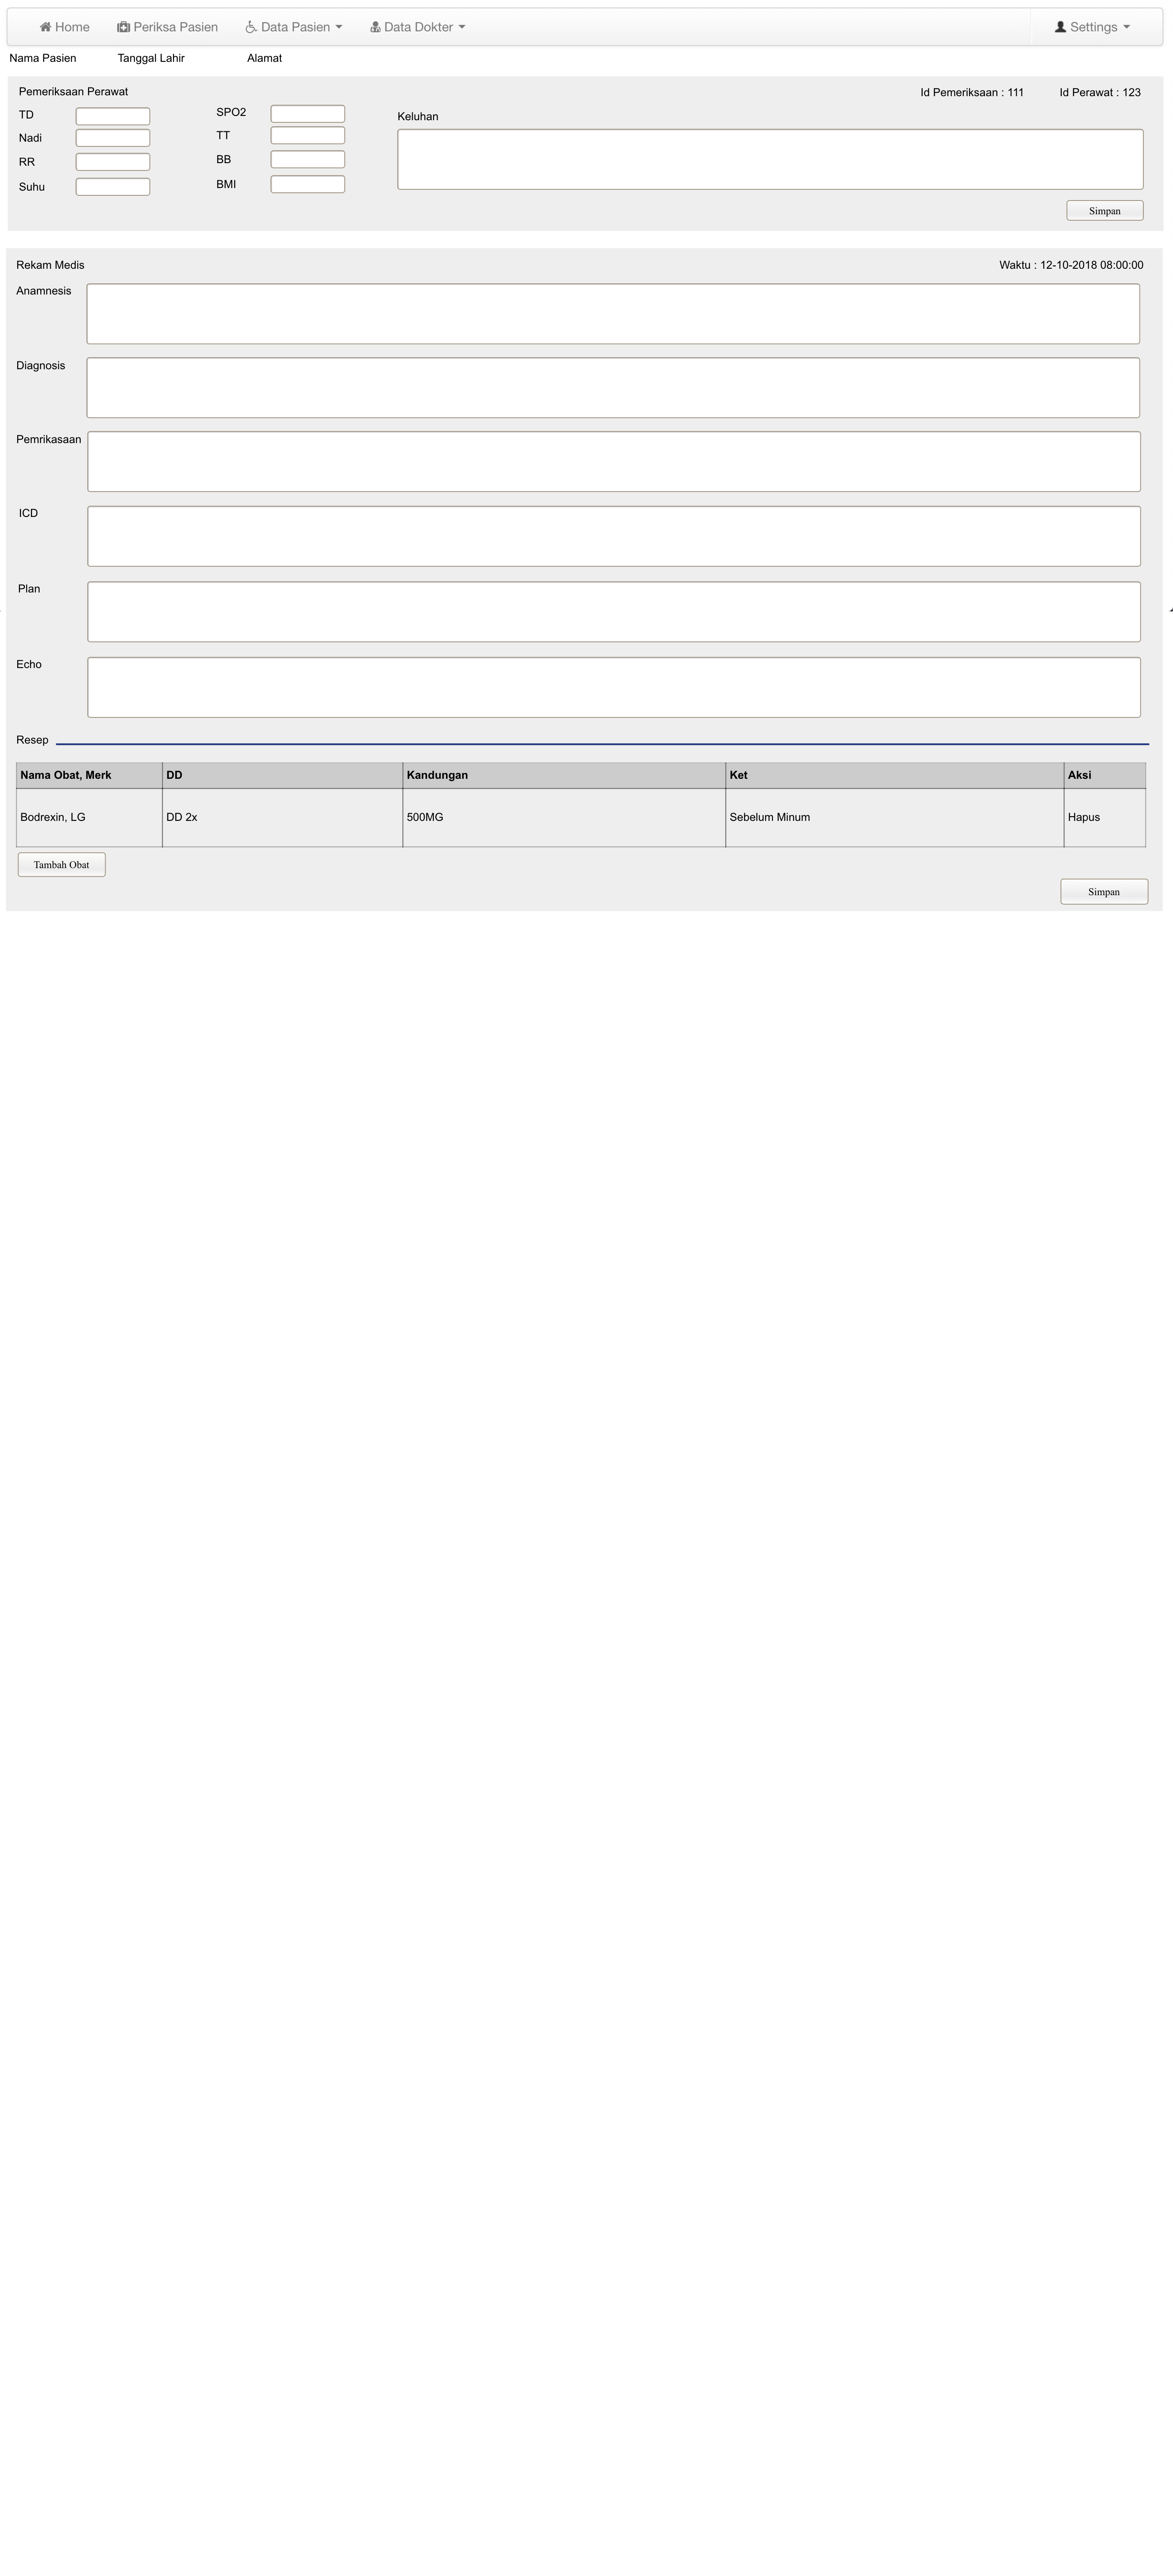 Home Periksa Pasien Data Pasien Data Dokter Settings
Nama Pasien Tanggal Lahir Alamat
Pemeriksaan Perawat Id Pemeriksaan : 111 Id Perawat : 123
TD SPO2 Keluhan
Nadi TT
RR BB
Suhu BMI
Simpan
Rekam Medis Waktu : 12-10-2018 08:00:00
Anamnesis
Diagnosis
Pemrikasaan
ICD
Plan
Echo
Resep
Nama Obat, Merk DD Kandungan Ket Aksi
Bodrexin, LG DD 2x 500MG Sebelum Minum Hapus
Tambah Obat
Simpan